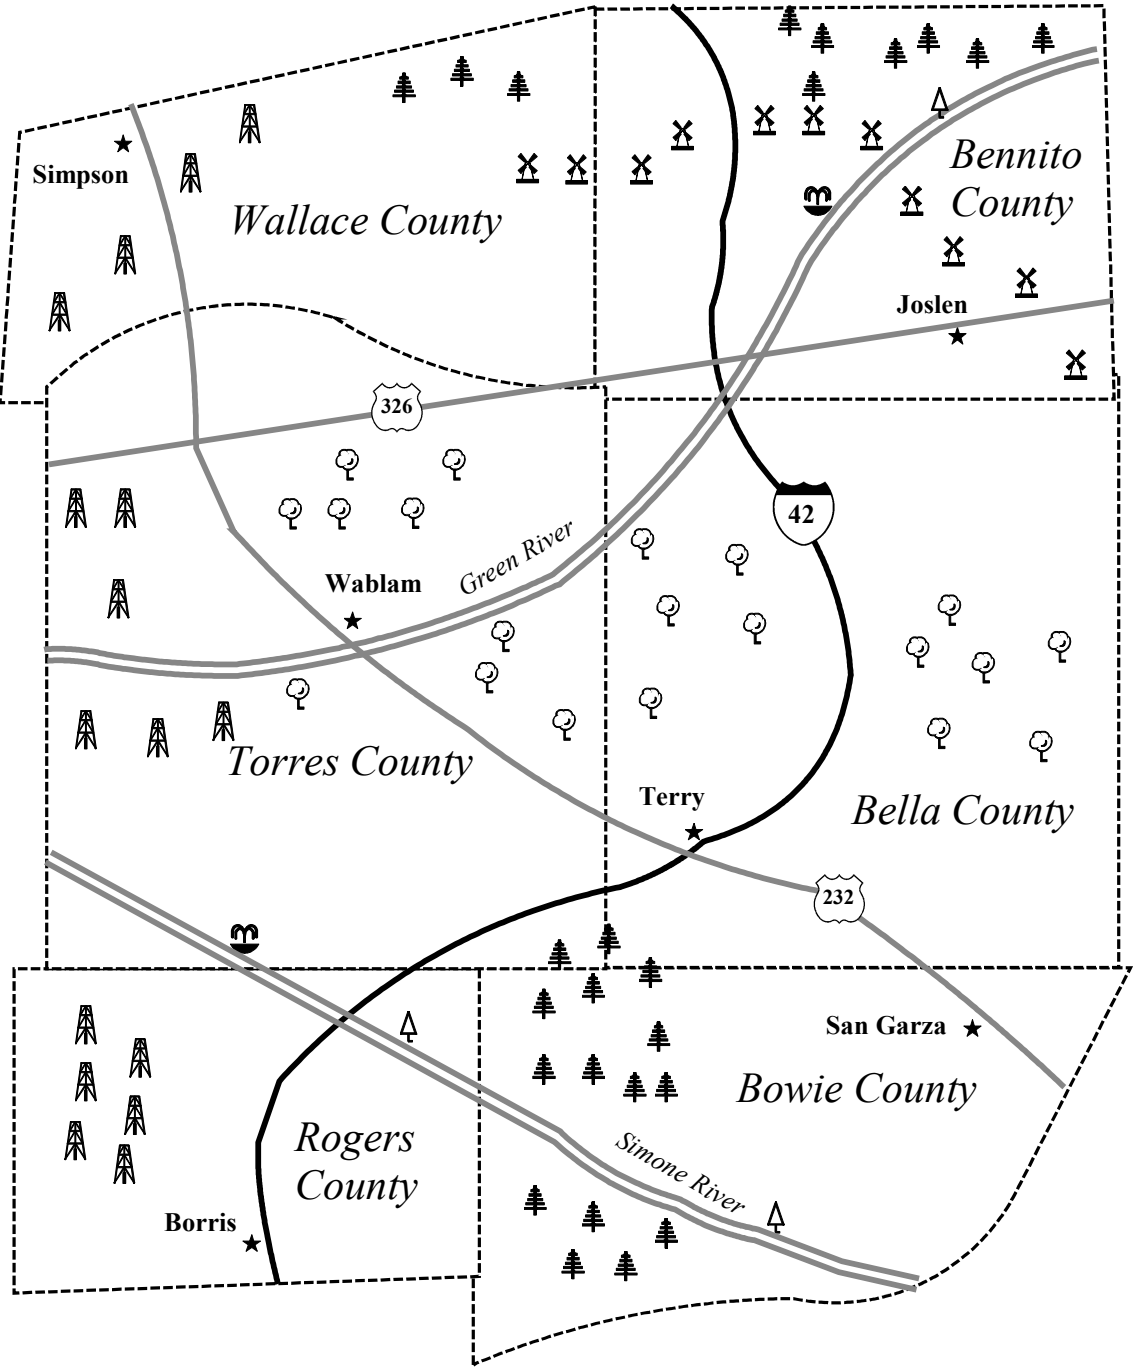 Simpson
Wallace County
Bennito
County
Joslen
326
42
Green River
Wablam
Torres County
Terry
Bella County
232
San Garza
Bowie County
Rogers
County
Simone River
Borris